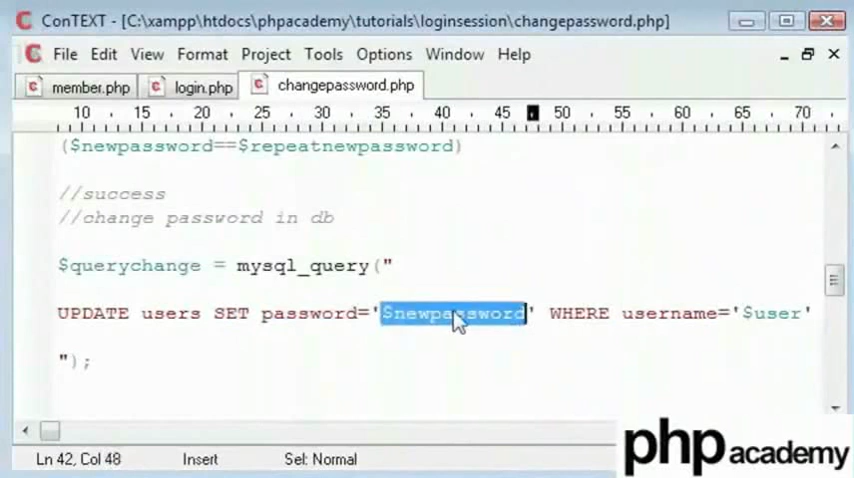 ConTEXT - [C:\xampp\htdocs\phpacademy\tutorials\loginsession\changepassword.php]
File Edit View Format Project Tools Options Window Help
member.php login.php changepassword.php
10 15 20 25 30 35 40 45 50 55 60 65 70
($newpassword==$repeatnewpassword)
//success
//change password in db
$querychange = mysql_query("
UPDATE users SET password='$newpassword' WHERE username='$user'
");
Ln 42, Col 48 Insert Sel: Normal
php academy